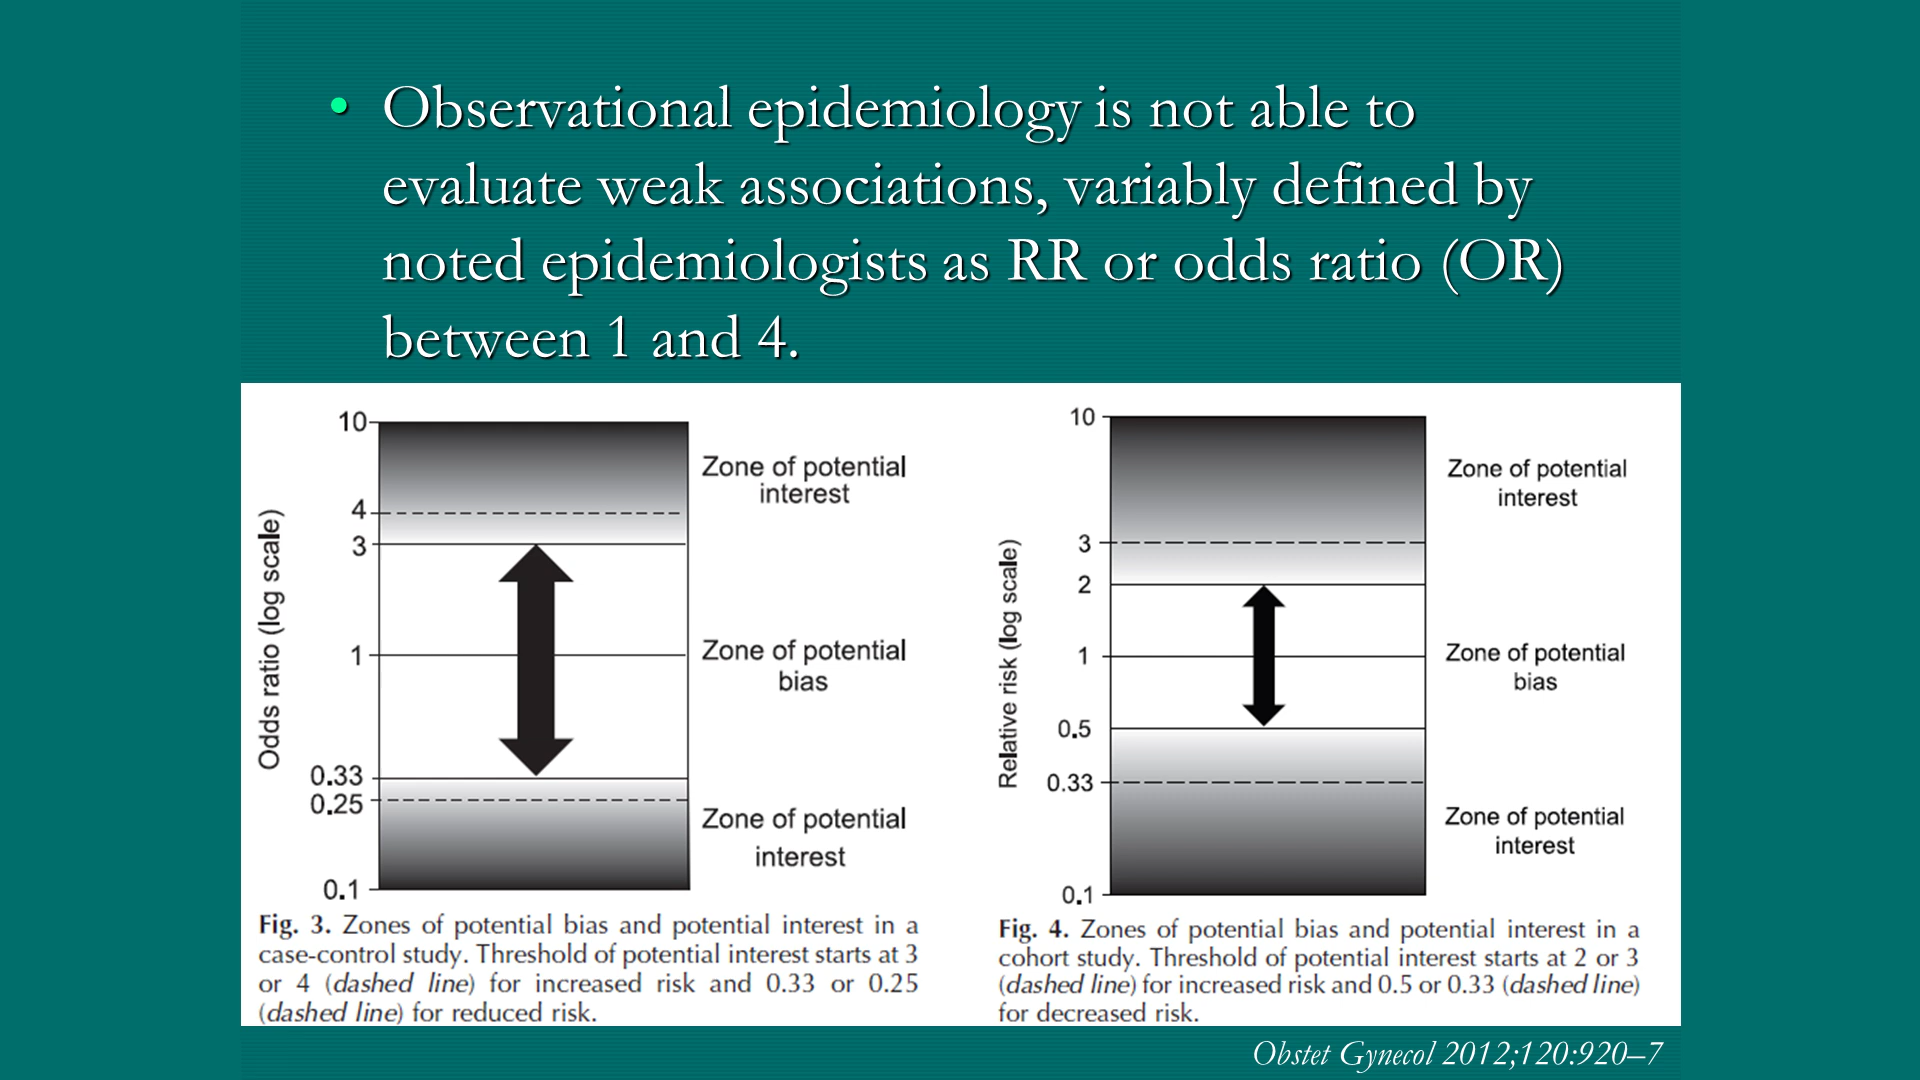 • Observational epidemiology is not able to
evaluate weak associations, variably defined by
noted epidemiologists as RR or odds ratio (OR)
between 1 and 4.
Odds ratio (log scale)
10
4
3
1
0.33
0.25
0.1
Zone of potential
interest
Zone of potential
bias
Zone of potential
interest
Fig. 3. Zones of potential bias and potential interest in a
case-control study. Threshold of potential interest starts at 3
or 4 (dashed line) for increased risk and 0.33 or 0.25
(dashed line) for reduced risk.
Relative risk (log scale)
10
3
2
1
0.5
0.33
0.1
Zone of potential
interest
Zone of potential
bias
Zone of potential
interest
Fig. 4. Zones of potential bias and potential interest in a
cohort study. Threshold of potential interest starts at 2 or 3
(dashed line) for increased risk and 0.5 or 0.33 (dashed line)
for decreased risk.
Obstet Gynecol 2012;120:920–7